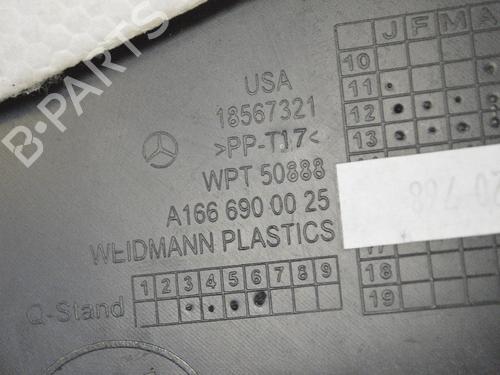 B-PARTS
USA
18567321
>PP-T17<
WPT 50888
A166 690 00 25
WEIDMANN PLASTICS
Q-Stand
1 2 3 4 5 6 7 8 9
J F M A
10
11
12
13
18
19